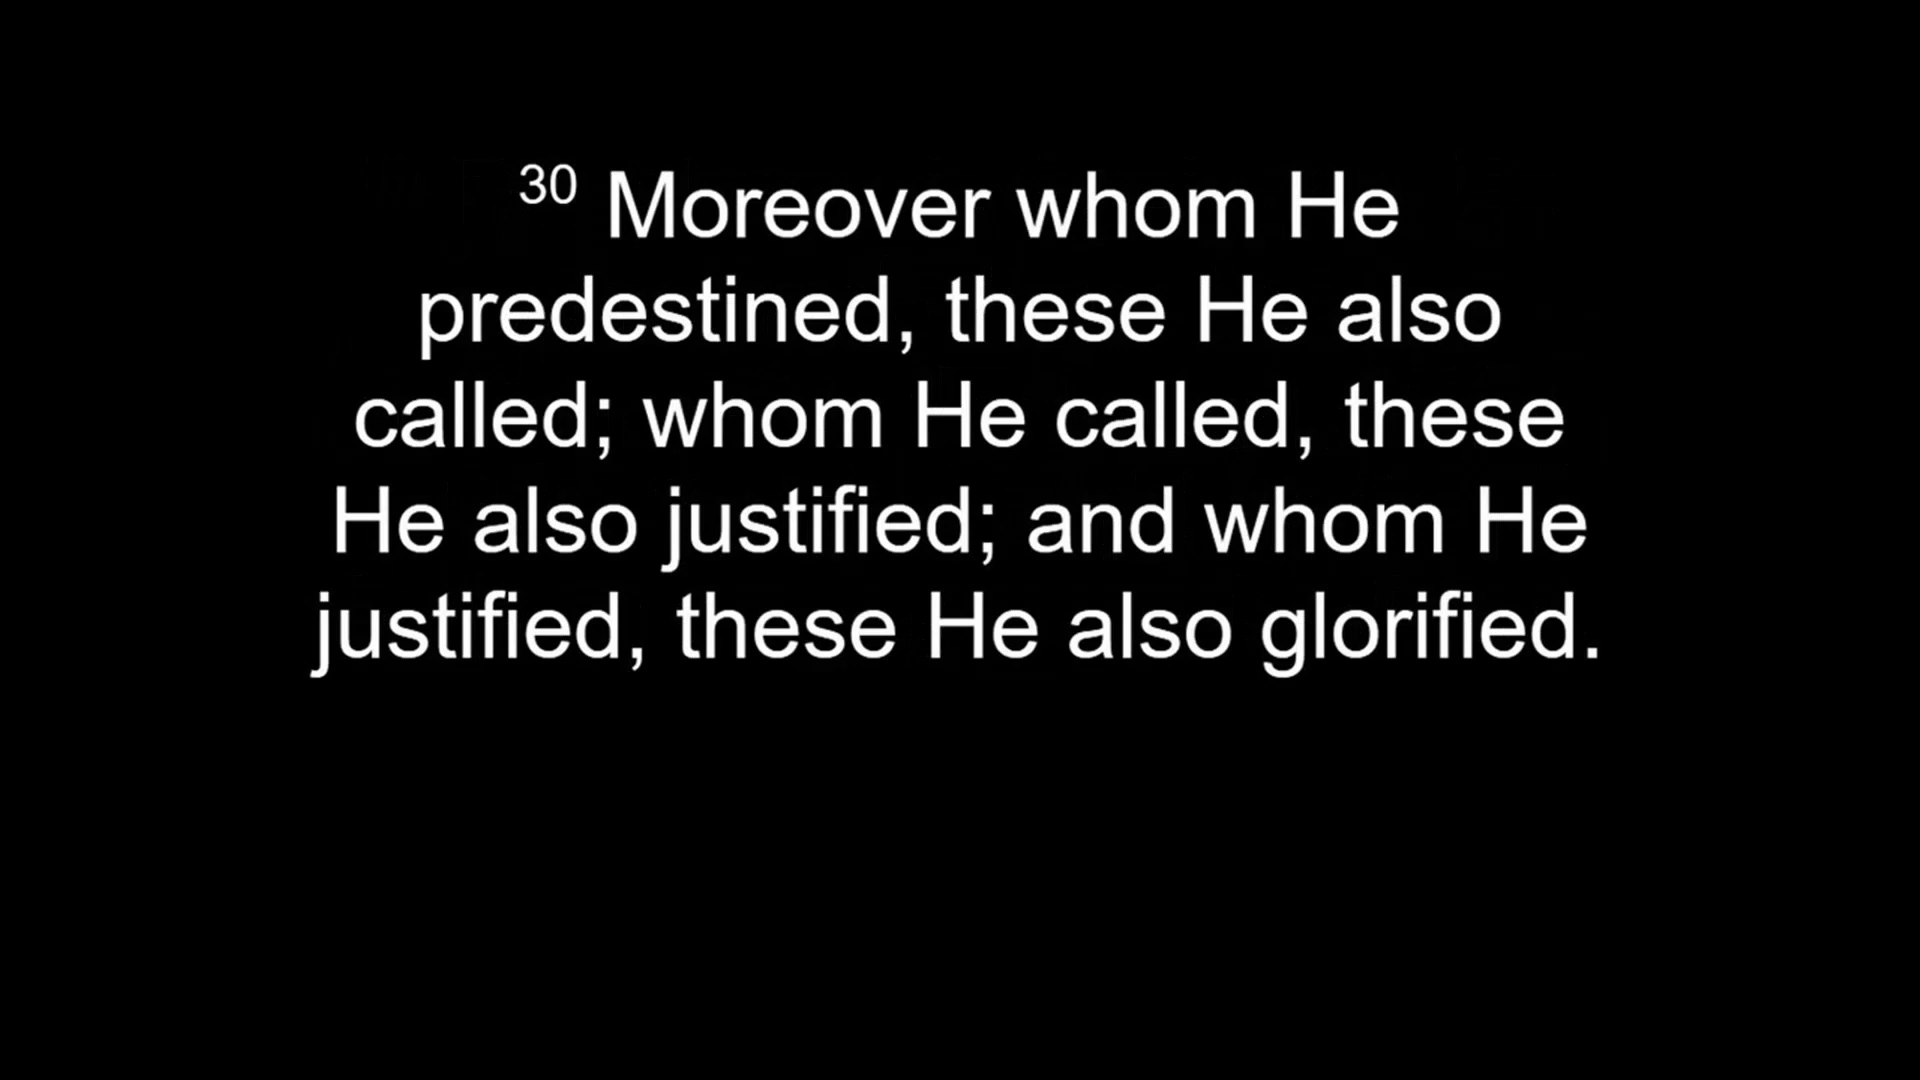 30 Moreover whom He
predestined, these He also
called; whom He called, these
He also justified; and whom He
justified, these He also glorified.